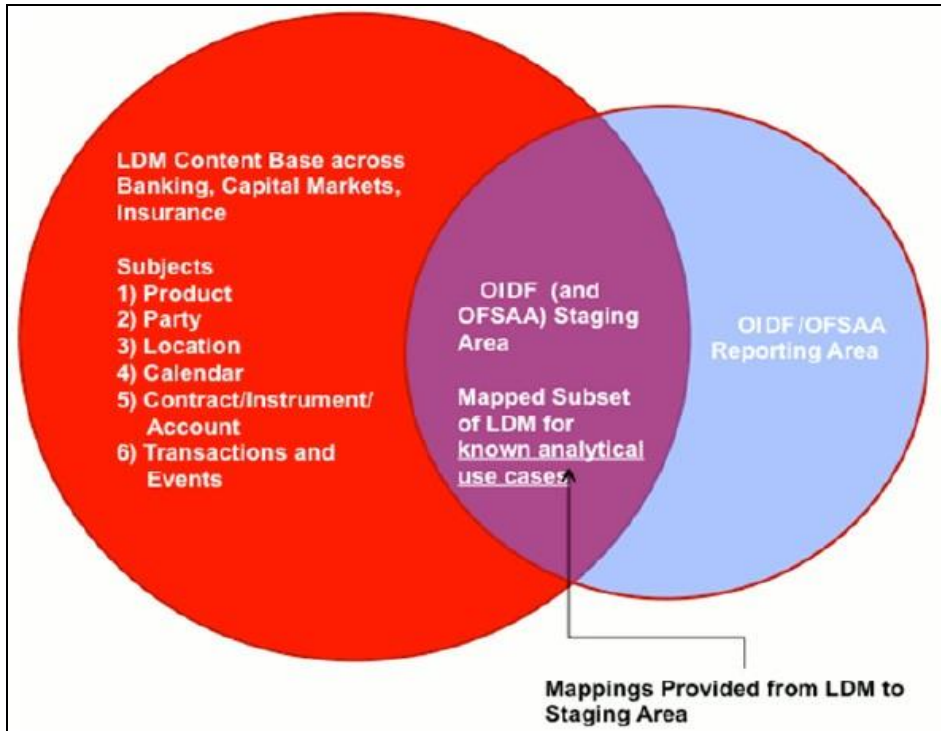 LDM Content Base across
Banking, Capital Markets,
Insurance
Subjects
1) Product
2) Party
3) Location
4) Calendar
5) Contract/Instrument/
Account
6) Transactions and
Events
OIDF (and
OFSAA) Staging
Area
Mapped Subset
of LDM for
known analytical
use cases
OIDF/OFSAA
Reporting Area
Mappings Provided from LDM to
Staging Area